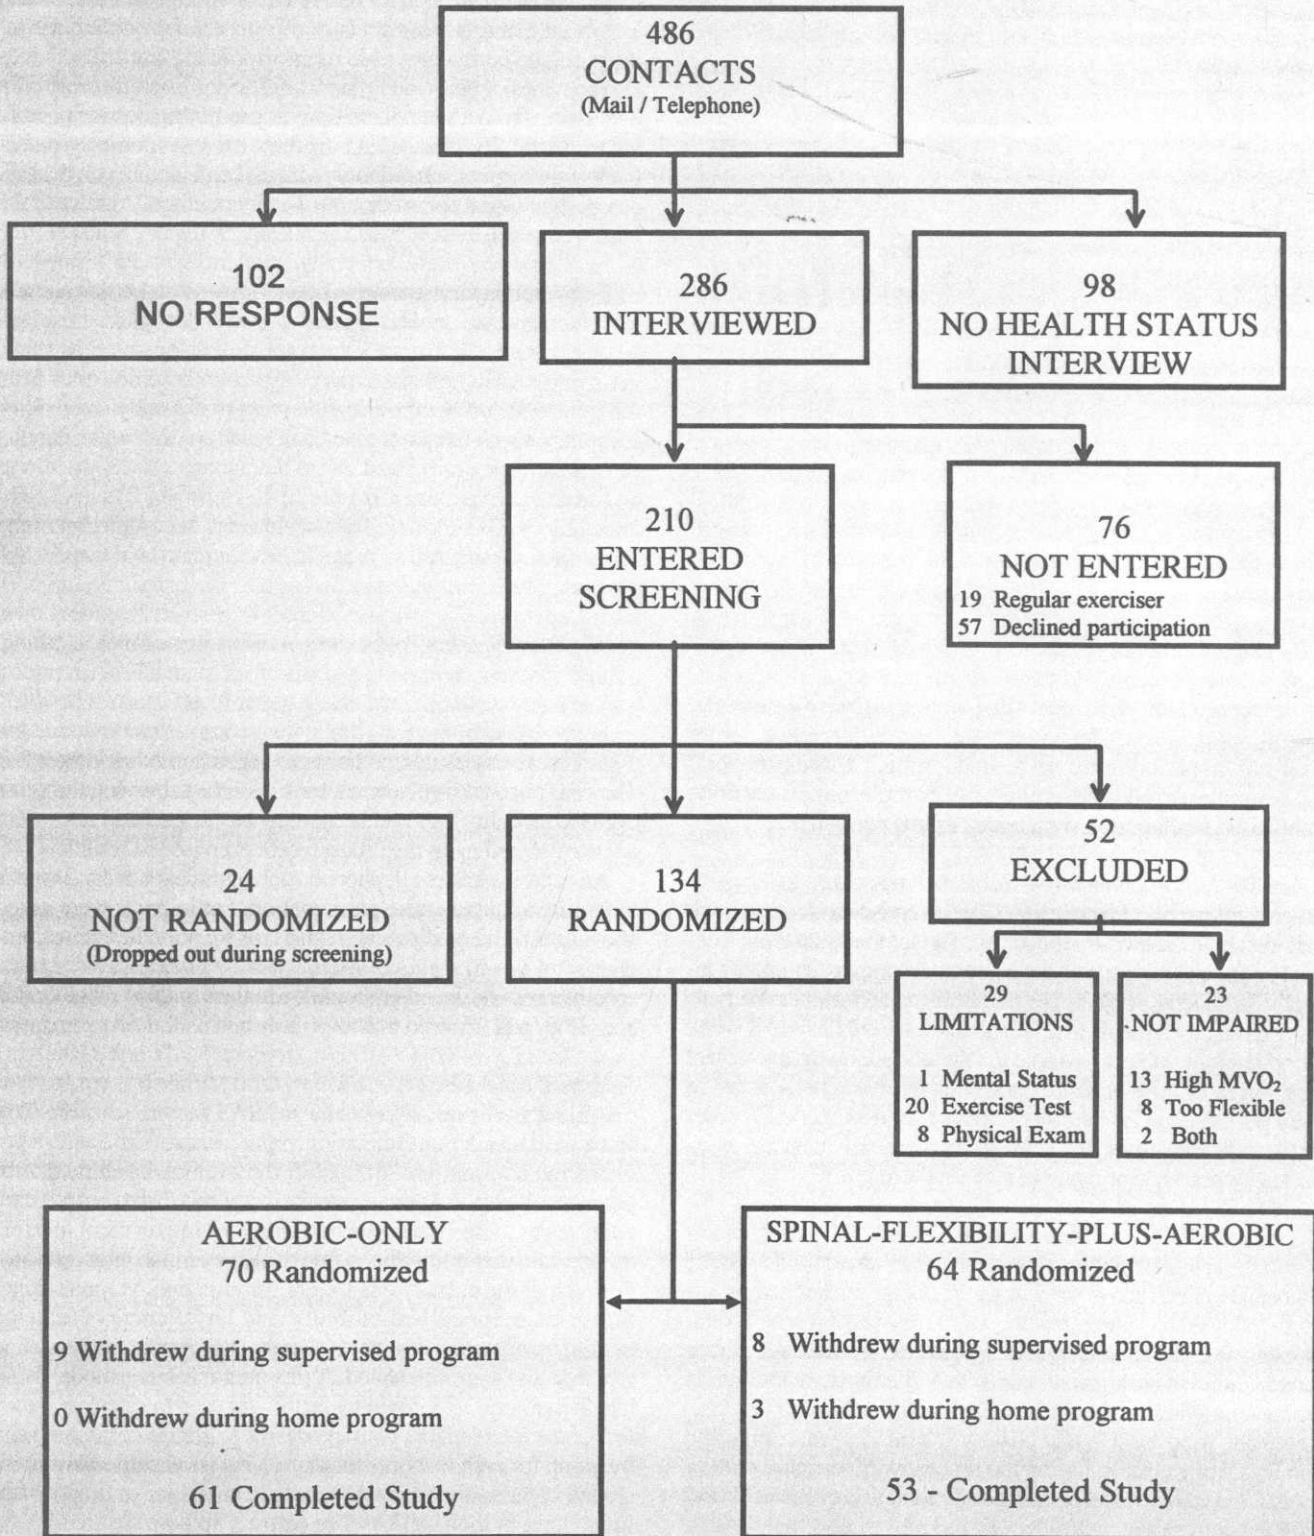 486
CONTACTS
(Mail / Telephone)
102
NO RESPONSE
286
INTERVIEWED
98
NO HEALTH STATUS
INTERVIEW
210
ENTERED
SCREENING
76
NOT ENTERED
19 Regular exerciser
57 Declined participation
24
NOT RANDOMIZED
(Dropped out during screening)
134
RANDOMIZED
52
EXCLUDED
29
LIMITATIONS
1 Mental Status
20 Exercise Test
8 Physical Exam
23
NOT IMPAIRED
13 High MVO₂
8 Too Flexible
2 Both
AEROBIC-ONLY
70 Randomized
9 Withdrew during supervised program
0 Withdrew during home program
61 Completed Study
SPINAL-FLEXIBILITY-PLUS-AEROBIC
64 Randomized
8 Withdrew during supervised program
3 Withdrew during home program
53 - Completed Study